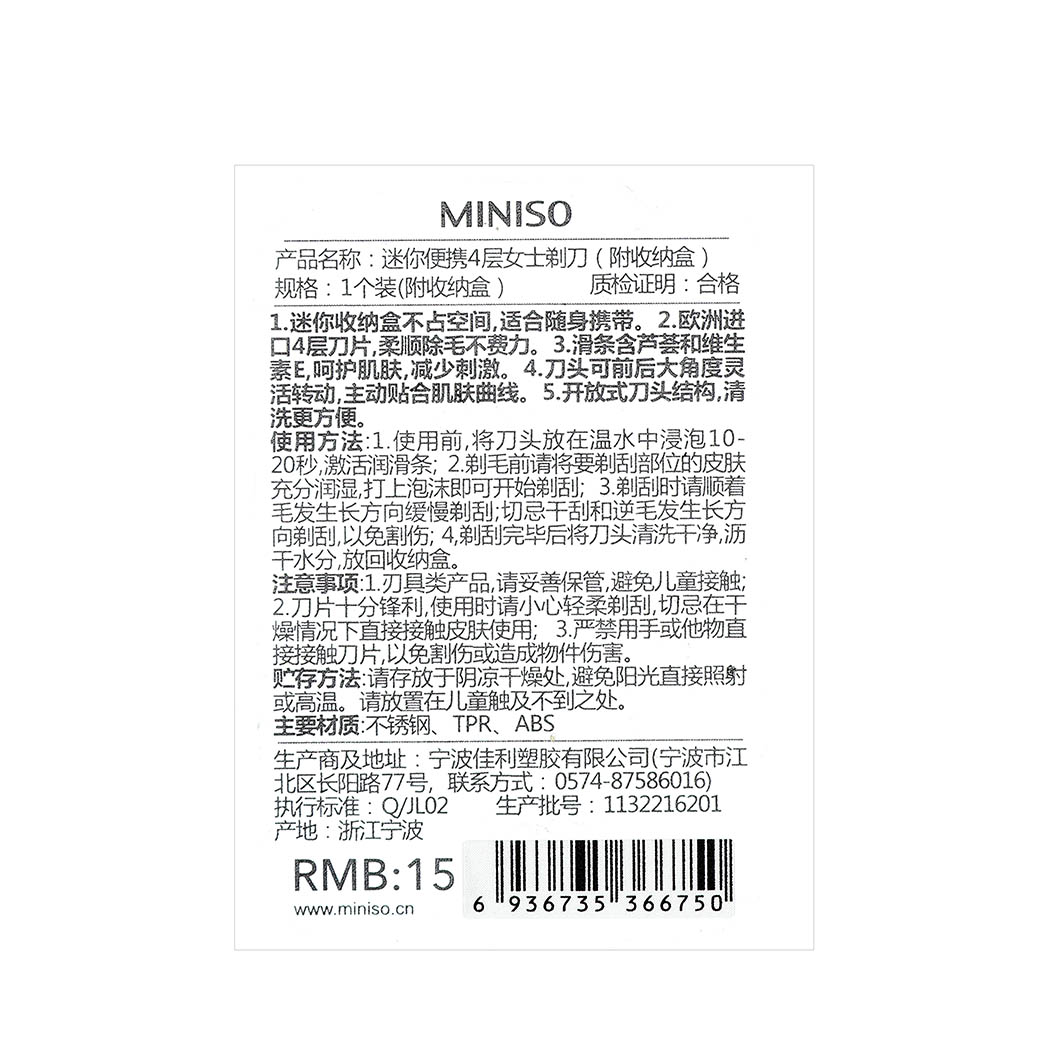 MINISO
产品名称：迷你便携4层女士剃刀（附收纳盒）
规格：1个装(附收纳盒） 质检证明：合格
1.迷你收纳盒不占空间,适合随身携带。 2.欧洲进
口4层刀片,柔顺除毛不费力。 3.滑条含芦荟和维生
素E,呵护肌肤,减少刺激。 4.刀头可前后大角度灵
活转动,主动贴合肌肤曲线。 5.开放式刀头结构,清
洗更方便。
使用方法:1.使用前,将刀头放在温水中浸泡10-
20秒,激活润滑条; 2.剃毛前请将要剃刮部位的皮肤
充分润湿,打上泡沫即可开始剃刮; 3.剃刮时请顺着
毛发生长方向缓慢剃刮;切忌干刮和逆毛发生长方
向剃刮,以免割伤; 4,剃刮完毕后将刀头清洗干净,沥
干水分,放回收纳盒。
注意事项:1.刃具类产品,请妥善保管,避免儿童接触;
2.刀片十分锋利,使用时请小心轻柔剃刮,切忌在干
燥情况下直接接触皮肤使用; 3.严禁用手或他物直
接接触刀片,以免割伤或造成物件伤害。
贮存方法:请存放于阴凉干燥处,避免阳光直接照射
或高温。请放置在儿童触及不到之处。
主要材质:不锈钢、TPR、ABS
生产商及地址：宁波佳利塑胶有限公司(宁波市江
北区长阳路77号，联系方式：0574-87586016)
执行标准：Q/JL02 生产批号：1132216201
产地：浙江宁波
RMB:15
www.miniso.cn
6 936735 366750